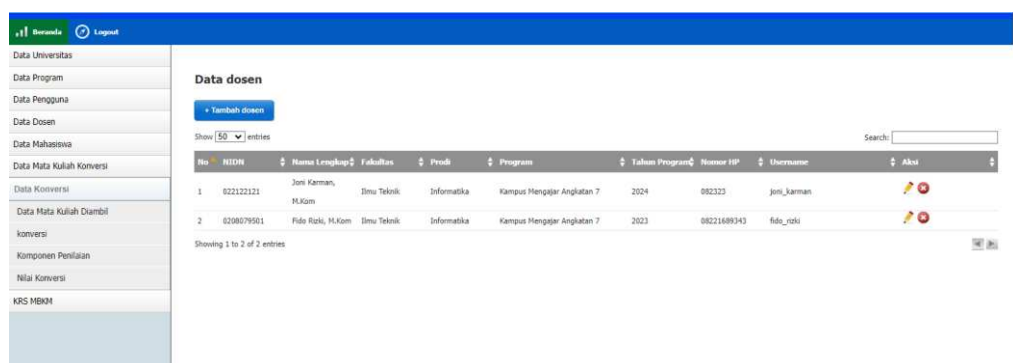 Beranda Logout
Data Universitas
Data Program
Data Pengguna
Data Dosen
Data Mahasiswa
Data Mata Kuliah Konversi
Data Konversi
Data Mata Kuliah Diambil
konversi
Komponen Penilaian
Nilai Konversi
KRS MBKM
Data dosen
+ Tambah dosen
Show 50 entries
Search:
No NIDN Nama Lengkap Fakultas Prodi Program Tahun Program Nomor HP Username Aksi
1 022122121 Joni Karman, M.Kom Ilmu Teknik Informatika Kampus Mengajar Angkatan 7 2024 082323 joni_karman
2 0208079501 Fido Rizki, M.Kom Ilmu Teknik Informatika Kampus Mengajar Angkatan 7 2023 08221689343 fido_rizki
Showing 1 to 2 of 2 entries